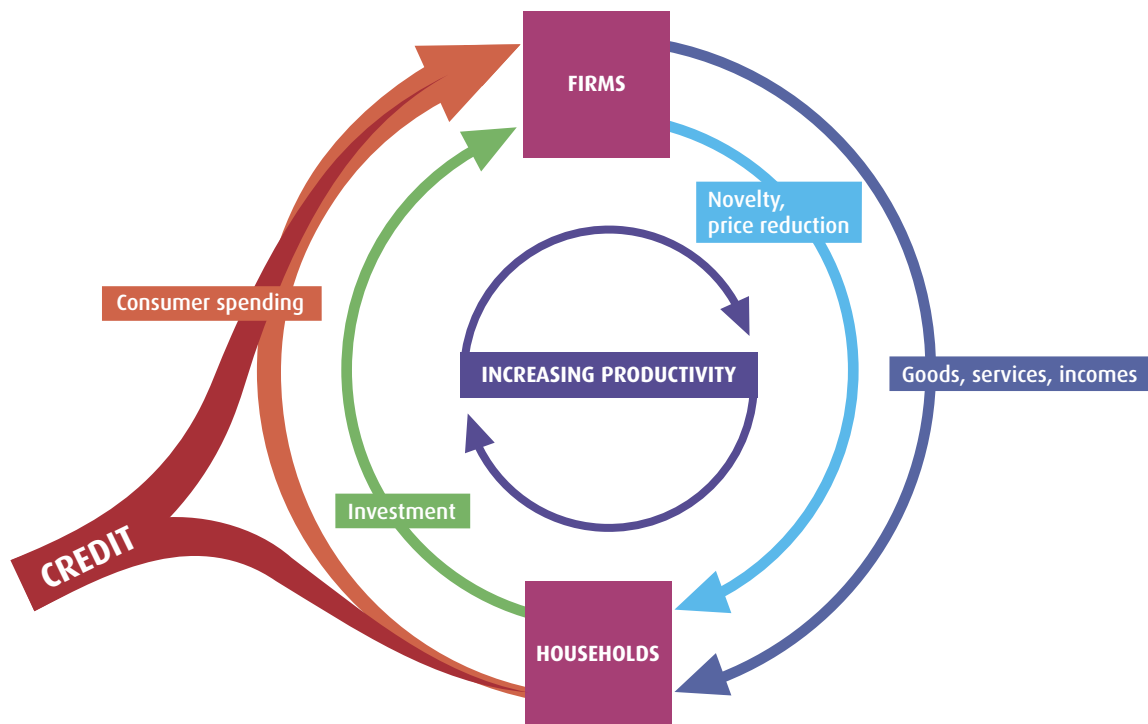 FIRMS
Novelty,
price reduction
Consumer spending
INCREASING PRODUCTIVITY
Goods, services, incomes
Investment
CREDIT
HOUSEHOLDS